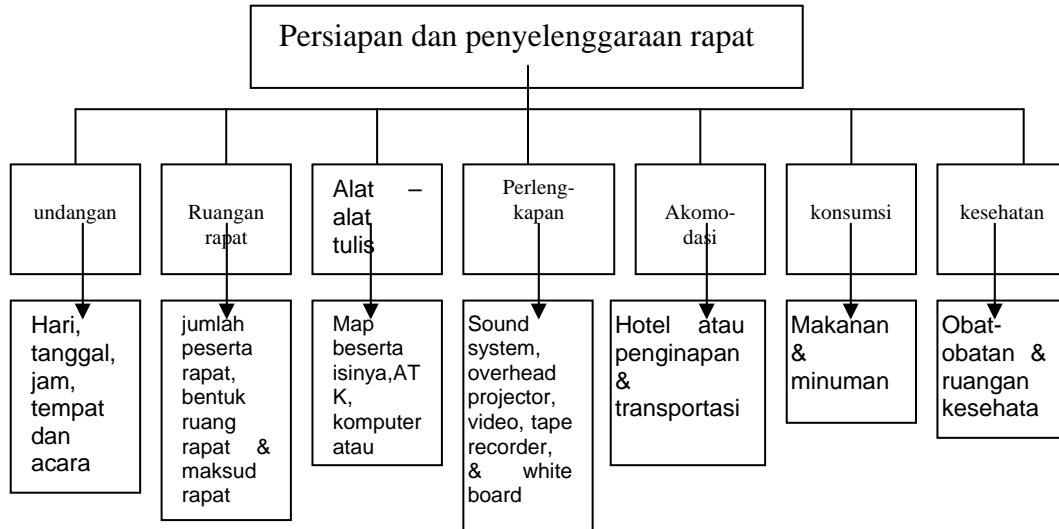 Persiapan dan penyelenggaraan rapat
undangan
Ruangan
rapat
Alat –
alat
tulis
Perleng-
kapan
Akomo-
dasi
konsumsi
kesehatan
Hari,
tanggal,
jam,
tempat
dan
acara
jumlah
peserta
rapat,
bentuk
ruang
rapat &
maksud
rapat
Map
beserta
isinya,AT
K,
komputer
atau
Sound
system,
overhead
projector,
video, tape
recorder,
& white
board
Hotel atau
penginapan
&
transportasi
Makanan
&
minuman
Obat-
obatan &
ruangan
kesehata